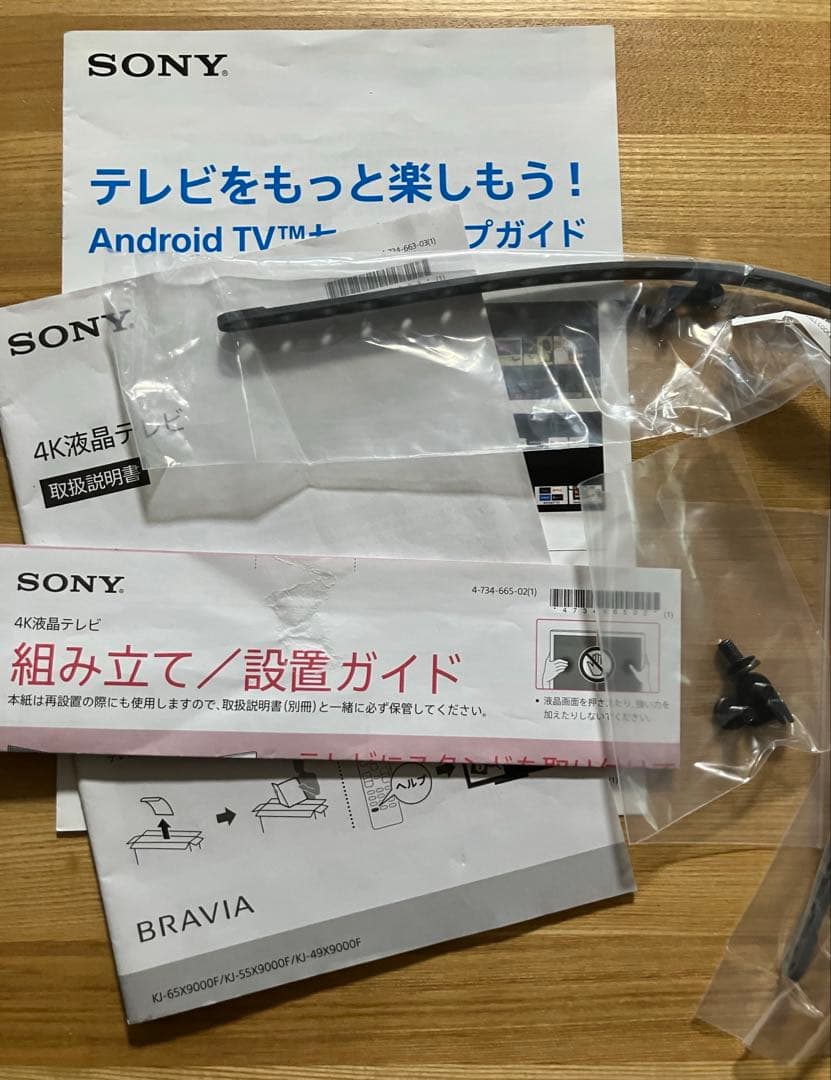 SONY®
テレビをもっと楽しもう!
Android TV™ プガイド
4-734-663-03(1)
(1)
SONY
4K液晶テレビ
取扱説明書
SONY®
4-734-665-02(1)
(1)
4K液晶テレビ
組み立て/設置ガイド
本紙は再設置の際にも使用しますので、取扱説明書(別冊)と一緒に必ず保管してください。
• 液晶画面を押さえたり、強い力を
加えたりしないでください。
ヘルプ
BRAVIA
KJ-65X9000F/KJ-55X9000F/KJ-49X9000F